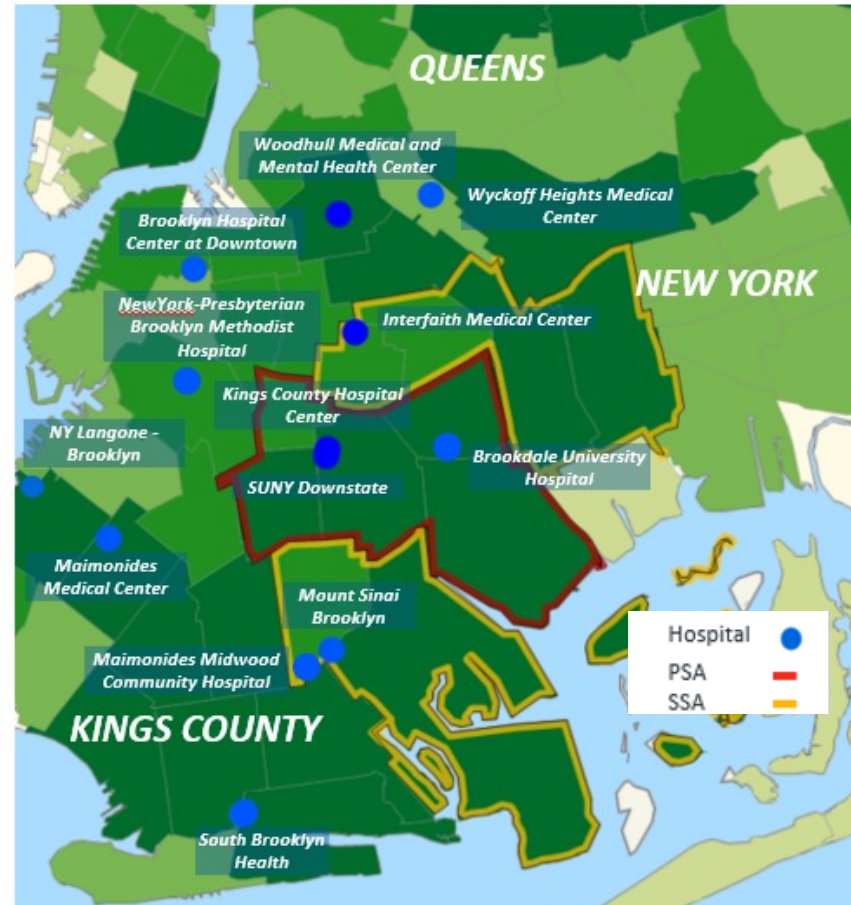 QUEENS
Woodhull Medical and
Mental Health Center
Wyckoff Heights Medical
Center
Brooklyn Hospital
Center at Downtown
NEW YORK
NewYork-Presbyterian
Brooklyn Methodist
Hospital
Interfaith Medical Center
Kings County Hospital
Center
NY Langone -
Brooklyn
Brookdale University
Hospital
SUNY Downstate
Maimonides
Medical Center
Mount Sinai
Brooklyn
Hospital
PSA
SSA
Maimonides Midwood
Community Hospital
KINGS COUNTY
South Brooklyn
Health